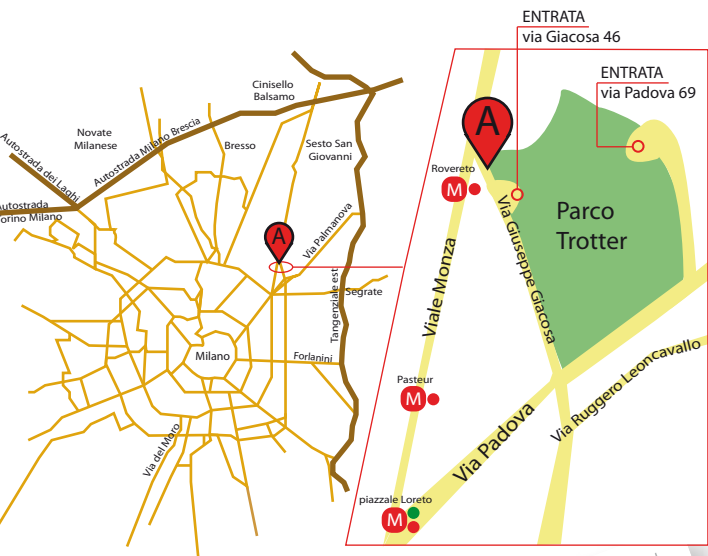 ENTRATA
via Giacosa 46
ENTRATA
via Padova 69
Cinisello
Balsamo
Novate
Milanese
Autostrada Milano Brescia
Bresso
Sesto San
Giovanni
Autostrada dei Laghi
Autostrada
Torino Milano
A
Via Palmanova
Tangenziale est
Segrate
Milano
Forlanini
Via del Moro
A
Rovereto
M
Via Giuseppe Giacosa
Parco
Trotter
Viale Monza
Pasteur
M
Via Padova
Via Ruggero Leoncavallo
piazzale Loreto
M